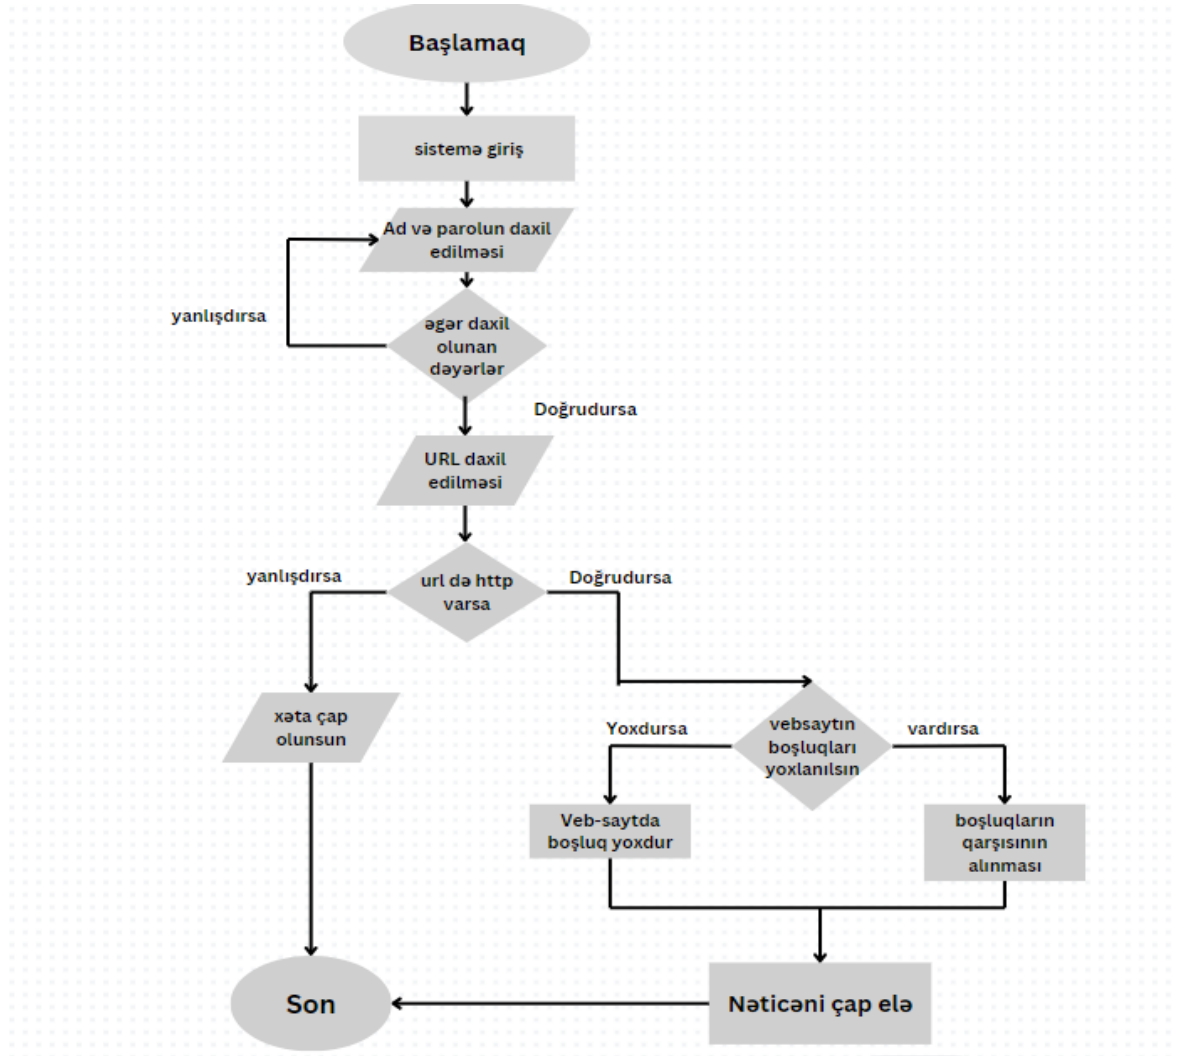 Başlamaq
sistemə giriş
Ad və parolun daxil
edilməsi
yanlışdırsa
əgər daxil
olunan
dəyərlər
Doğrudursa
URL daxil
edilməsi
yanlışdırsa
url də http
varsa
Doğrudursa
xəta çap
olunsun
Yoxdursa
vebsaytın
boşluqları
yoxlanılsın
vardırsa
Veb-saytda
boşluq yoxdur
boşluqların
qarşısının
alınması
Son
Nəticəni çap elə